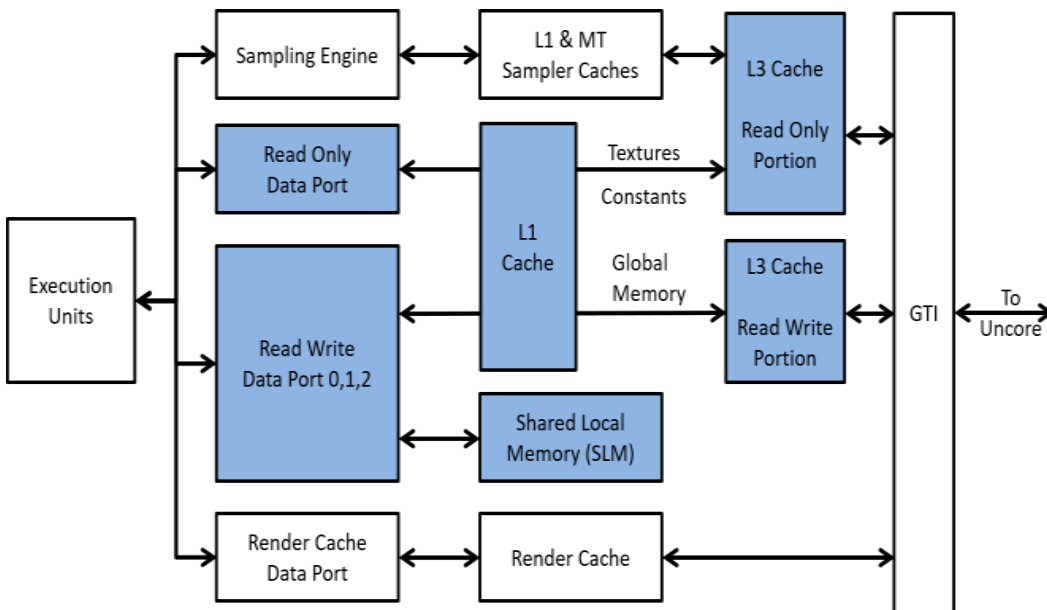 Sampling Engine
L1 & MT
Sampler Caches
L3 Cache
Read Only
Portion
Read Only
Data Port
Textures
Constants
L1
Cache
Execution
Units
Read Write
Data Port 0,1,2
Global
Memory
L3 Cache
Read Write
Portion
GTI
To
Uncore
Shared Local
Memory (SLM)
Render Cache
Data Port
Render Cache